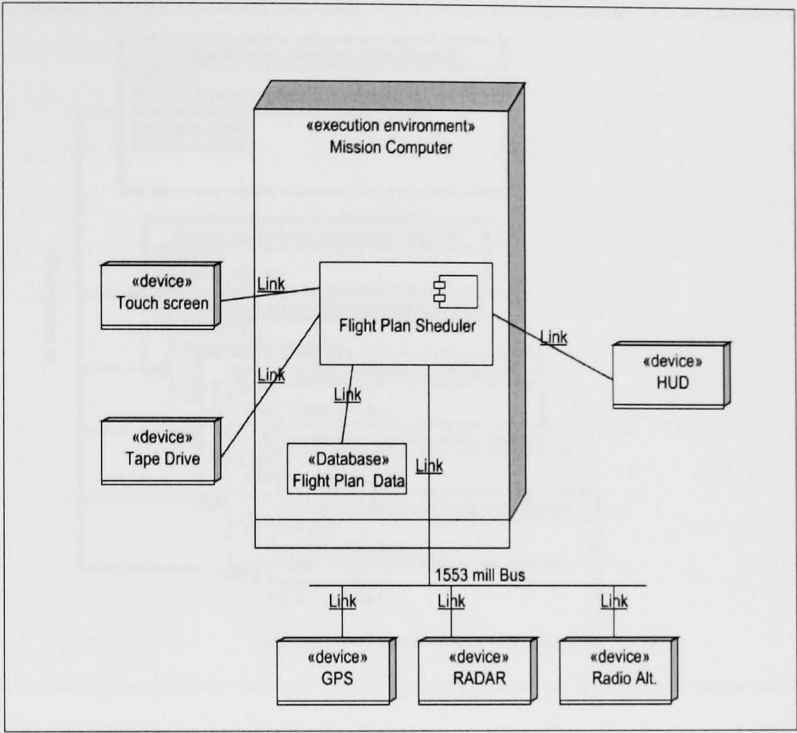 «execution environment»
Mission Computer
«device»
Touch screen
Link
Flight Plan Sheduler
Link
«device»
HUD
Link
«device»
Tape Drive
Link
«Database»
Flight Plan Data
Link
1553 mill Bus
Link
Link
Link
«device»
GPS
«device»
RADAR
«device»
Radio Alt.